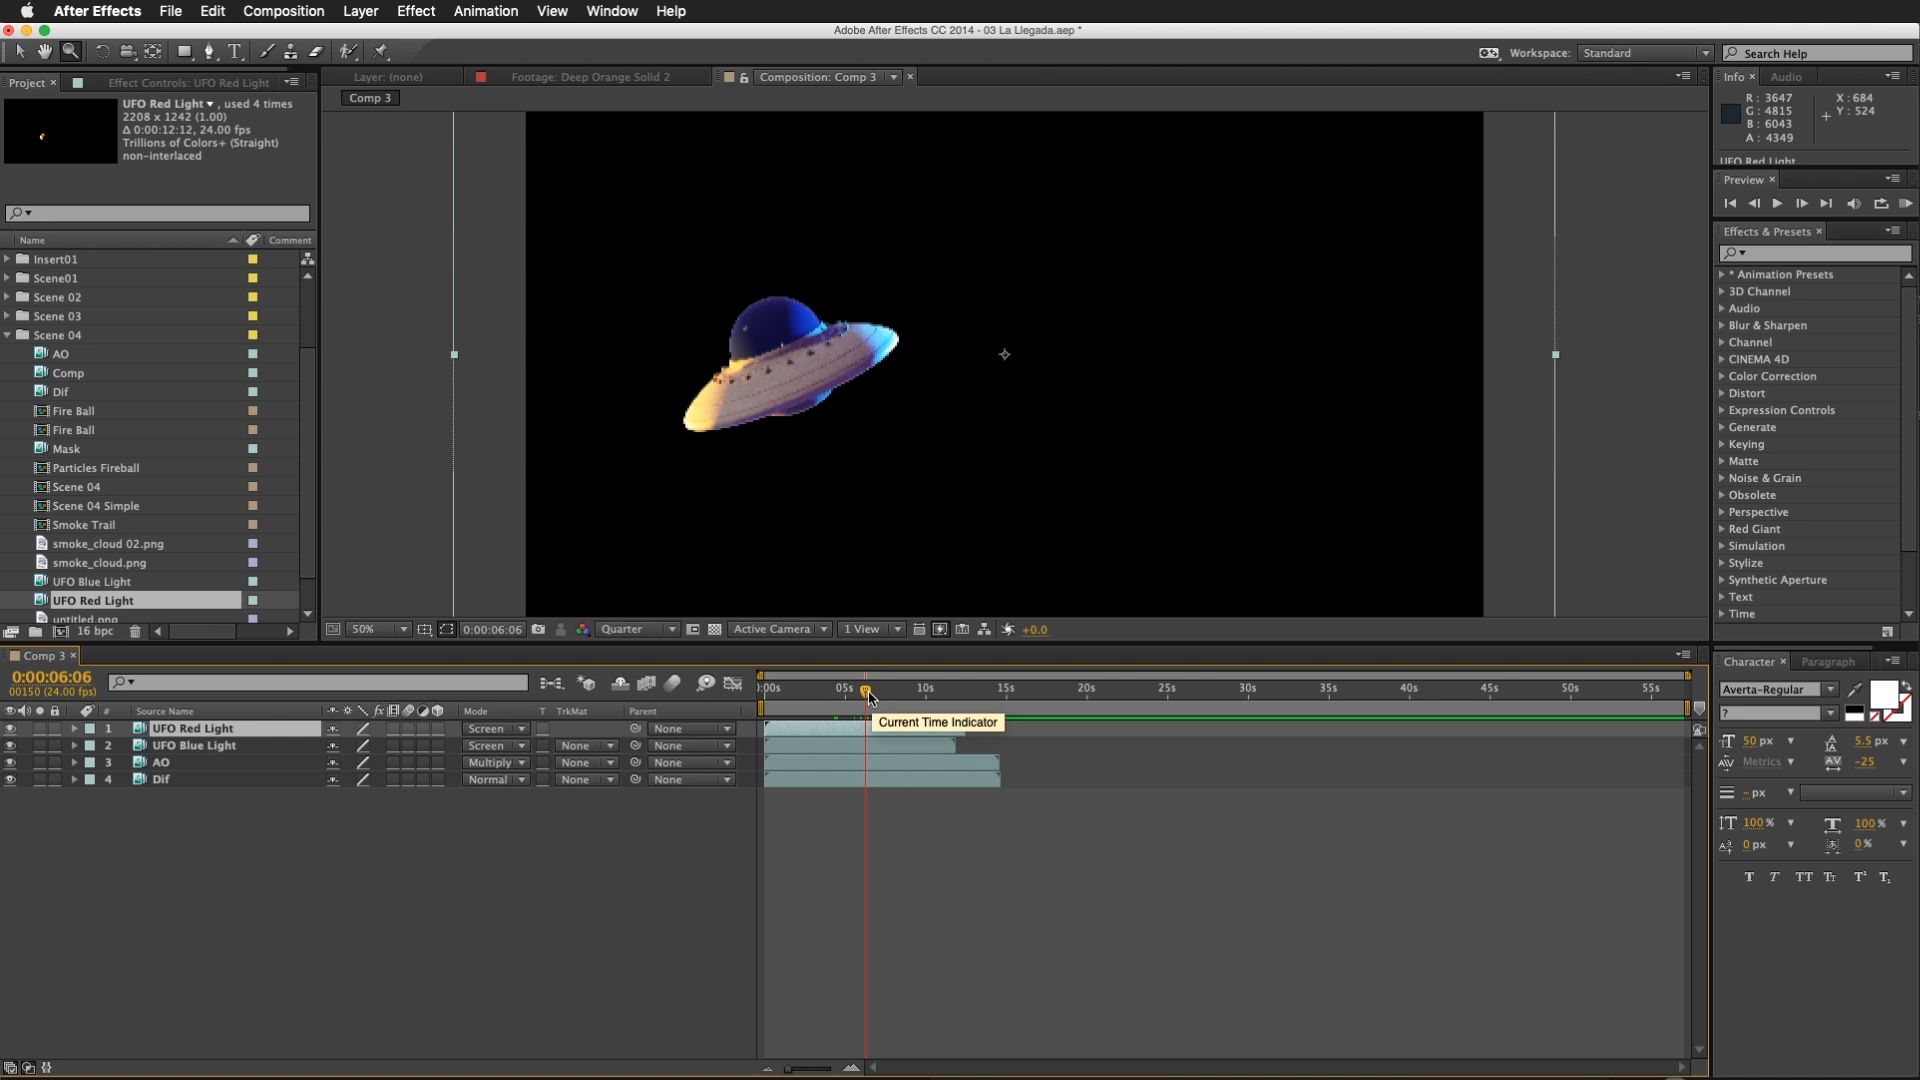 After Effects File Edit Composition Layer Effect Animation View Window Help
Adobe After Effects CC 2014 - 03 La Llegada.aep *
Workspace: Standard Search Help
Project × Effect Controls: UFO Red Light
UFO Red Light , used 4 times
2208 x 1242 (1.00)
Δ 0:00:12:12, 24.00 fps
Trillions of Colors+ (Straight)
non-interlaced
Name Comment
Insert01
Scene01
Scene 02
Scene 03
Scene 04
AO
Comp
Dif
Fire Ball
Fire Ball
Mask
Particles Fireball
Scene 04
Scene 04 Simple
Smoke Trail
smoke_cloud 02.png
smoke_cloud.png
UFO Blue Light
UFO Red Light
untitled.png
16 bpc
Layer: (none) Footage: Deep Orange Solid 2 Composition: Comp 3 ×
Comp 3
50% 0:00:06:06 Quarter Active Camera 1 View +0.0
Info × Audio
R: 3647 X: 684
G: 4815 Y: 524
B: 6043
A: 4349
UFO Red Light
Preview ×
Effects & Presets ×
* Animation Presets
3D Channel
Audio
Blur & Sharpen
Channel
CINEMA 4D
Color Correction
Distort
Expression Controls
Generate
Keying
Matte
Noise & Grain
Obsolete
Perspective
Red Giant
Simulation
Stylize
Synthetic Aperture
Text
Time
Comp 3 ×
0:00:06:06
00150 (24.00 fps)
:00s 05s 10s 15s 20s 25s 30s 35s 40s 45s 50s 55s
# Source Name fx Mode T TrkMat Parent
1 UFO Red Light Screen None
2 UFO Blue Light Screen None None
3 AO Multiply None None
4 Dif Normal None None
Current Time Indicator
Character × Paragraph
Averta-Regular
?
50 px 5.5 px
Metrics -25
- px
100 % 100 %
0 px 0 %
T T TT Tt T¹ T₁